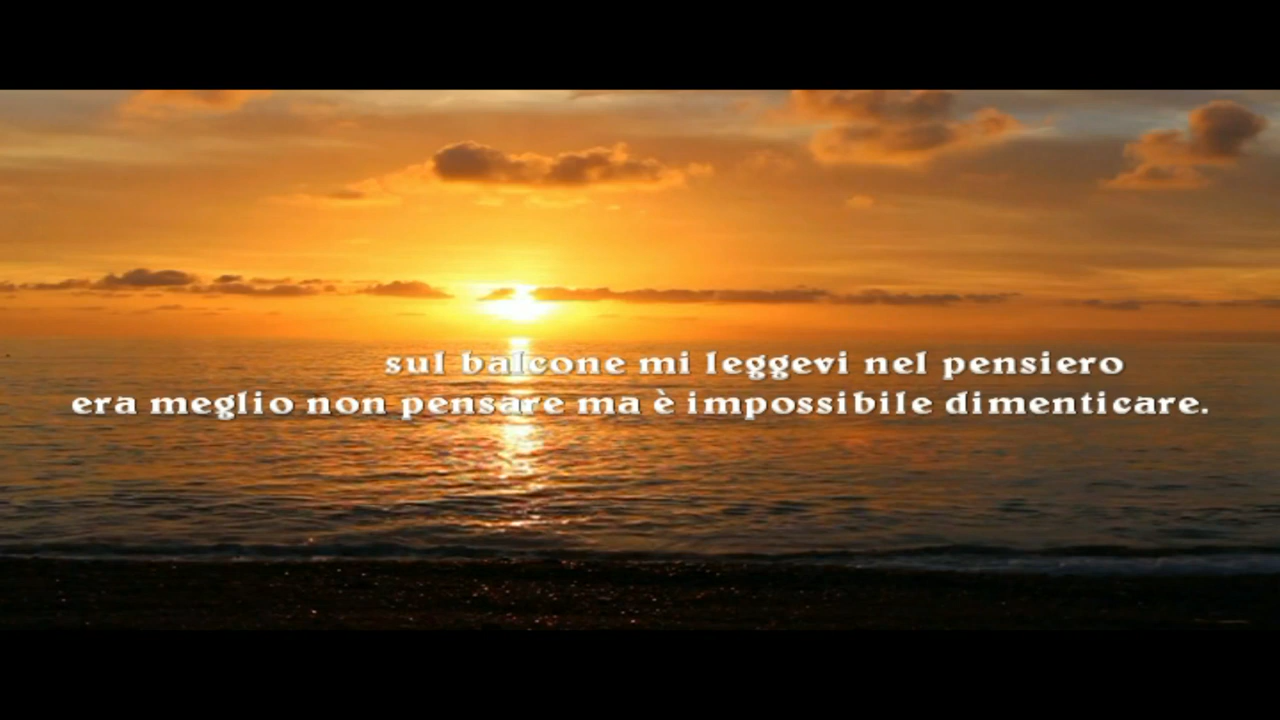 sul balcone mi leggevi nel pensiero
era meglio non pensare ma è impossibile dimenticare.